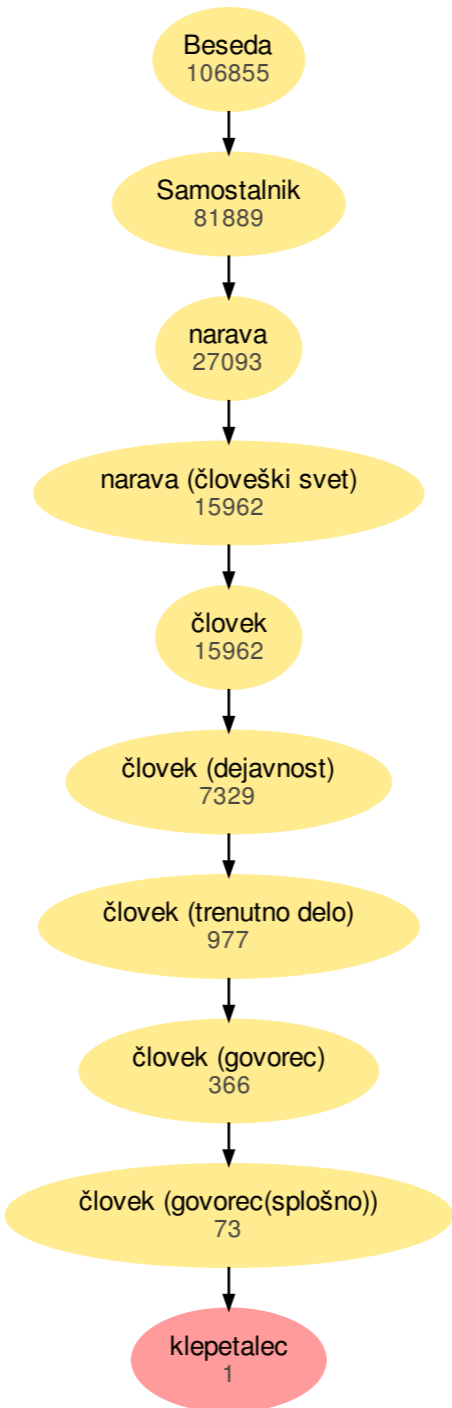 Beseda
106855
Samostalnik
81889
narava
27093
narava (človeški svet)
15962
človek
15962
človek (dejavnost)
7329
človek (trenutno delo)
977
človek (govorec)
366
človek (govorec(splošno))
73
klepetalec
1